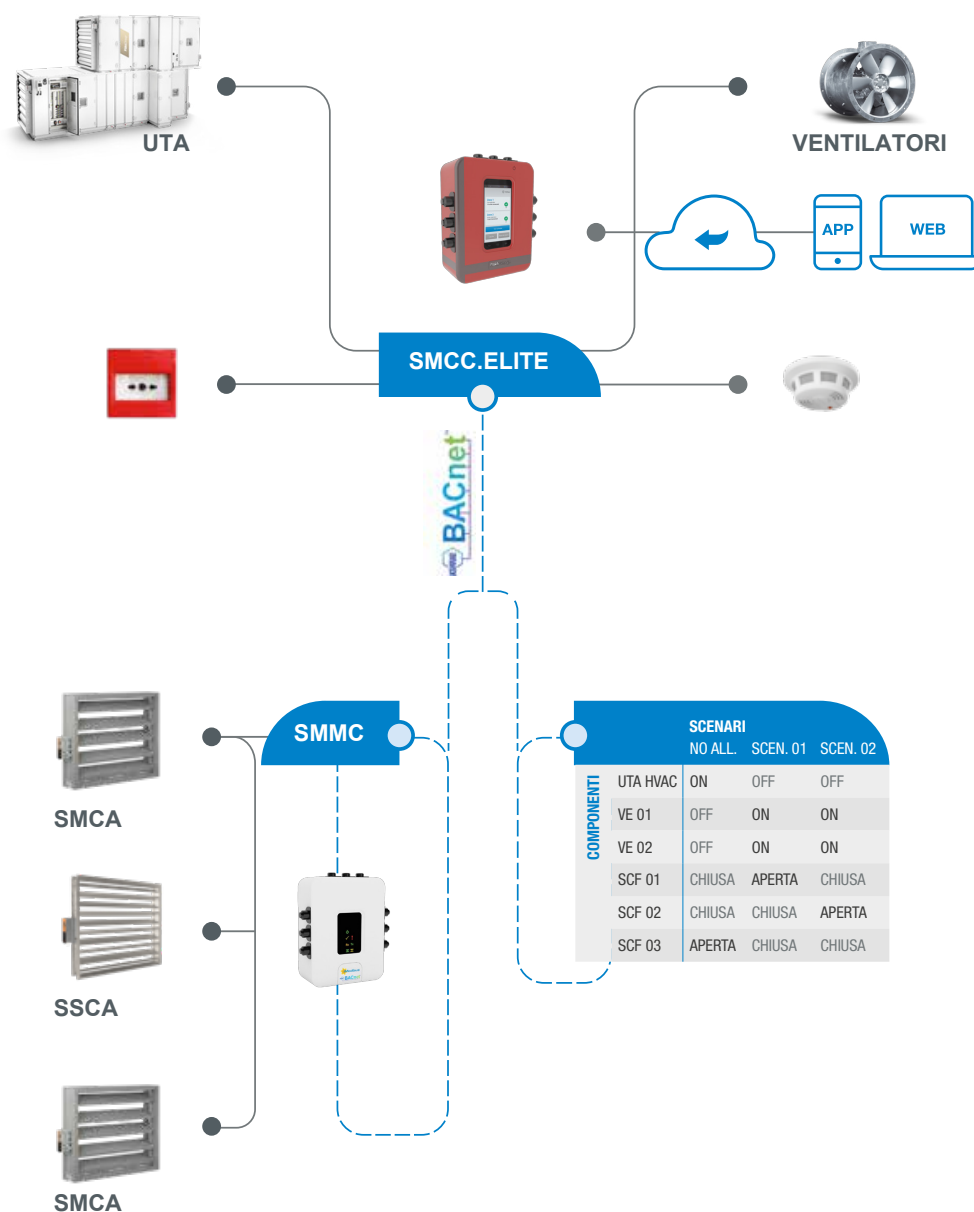 UTA
VENTILATORI
APP
WEB
SMCC.ELITE
BACnet™
ASHRAE
SMMC
SMCA
SSCA
SMCA
BACnet
SCENARI
NO ALL. SCEN. 01 SCEN. 02
COMPONENTI
UTA HVAC ON OFF OFF
VE 01 OFF ON ON
VE 02 OFF ON ON
SCF 01 CHIUSA APERTA CHIUSA
SCF 02 CHIUSA CHIUSA APERTA
SCF 03 APERTA CHIUSA CHIUSA